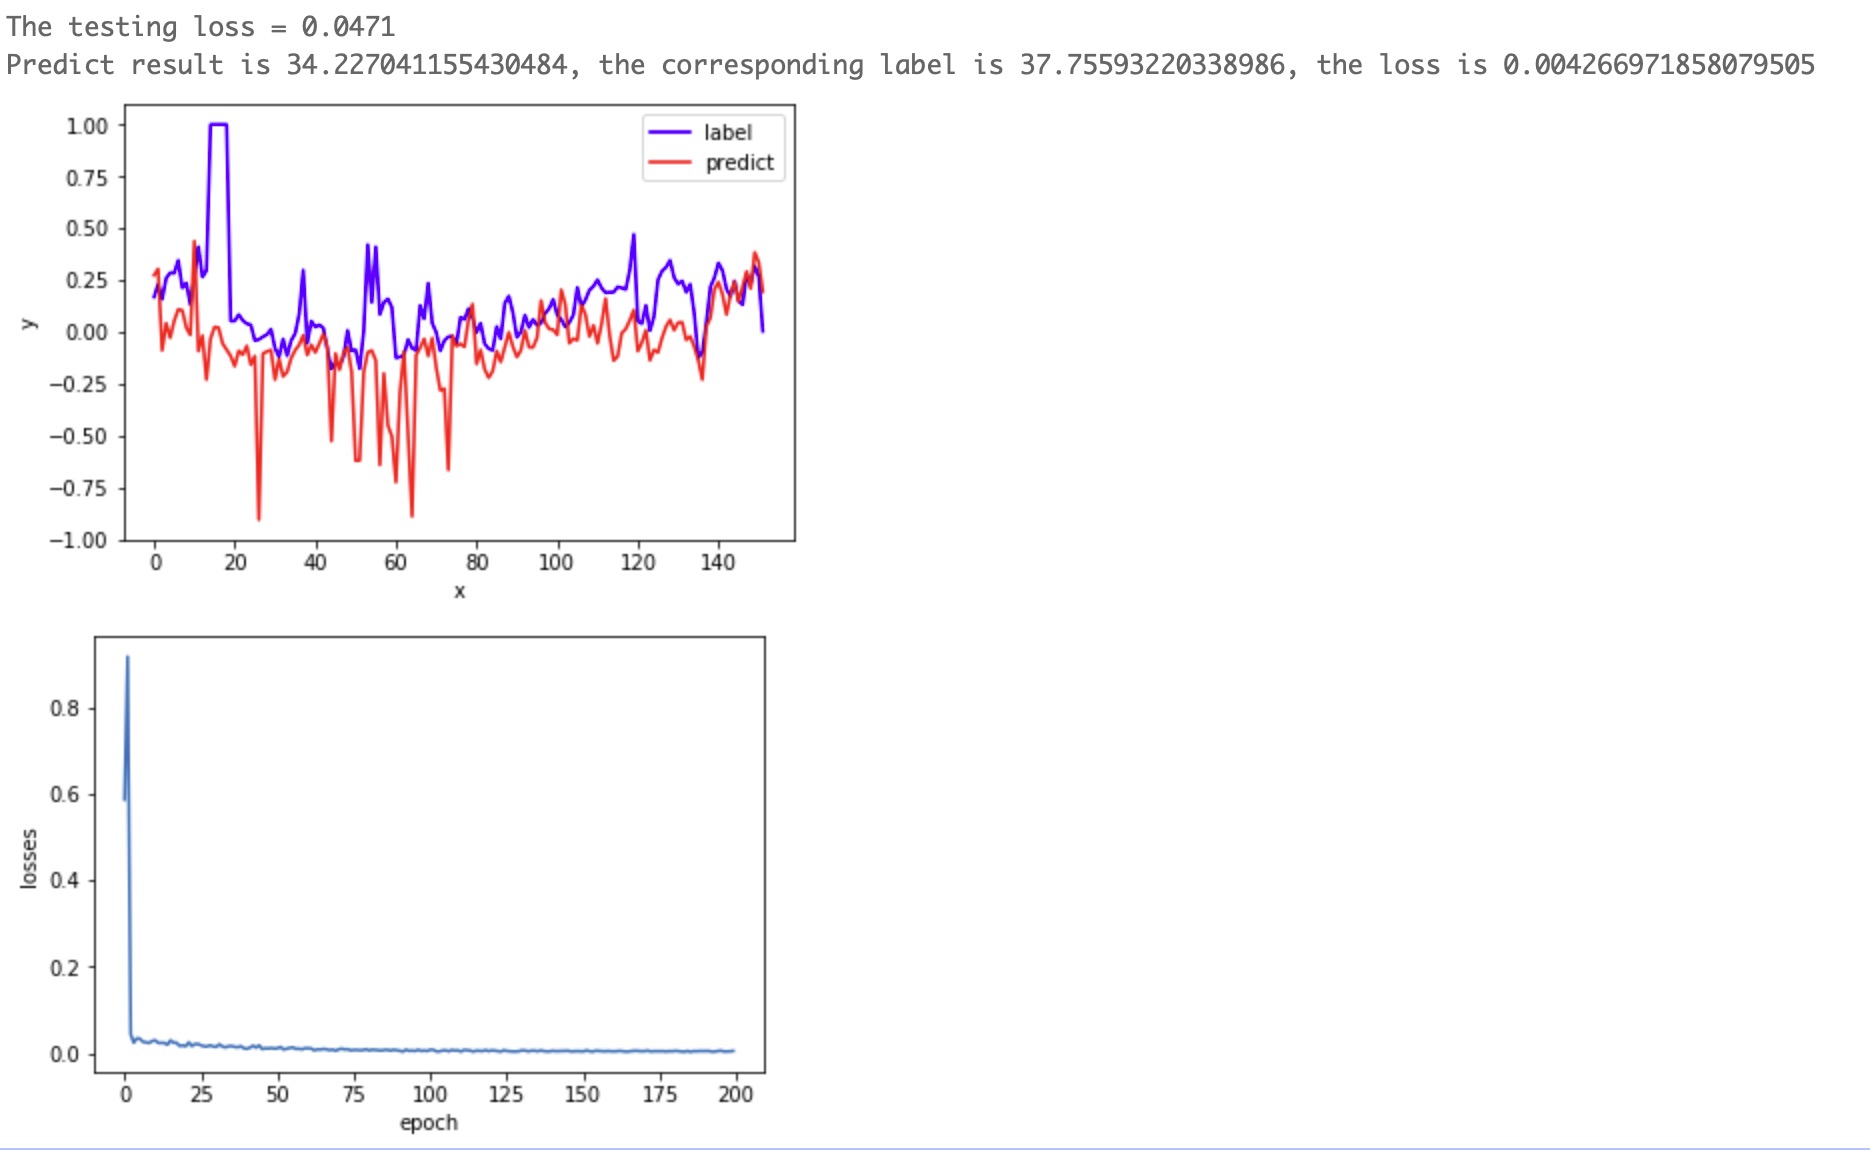 The testing loss = 0.0471
Predict result is 34.227041155430484, the corresponding label is 37.75593220338986, the loss is 0.004266971858079505
label
predict
1.00
0.75
0.50
0.25
0.00
−0.25
−0.50
−0.75
−1.00
y
0 20 40 60 80 100 120 140
x
0.8
0.6
0.4
0.2
0.0
losses
0 25 50 75 100 125 150 175 200
epoch